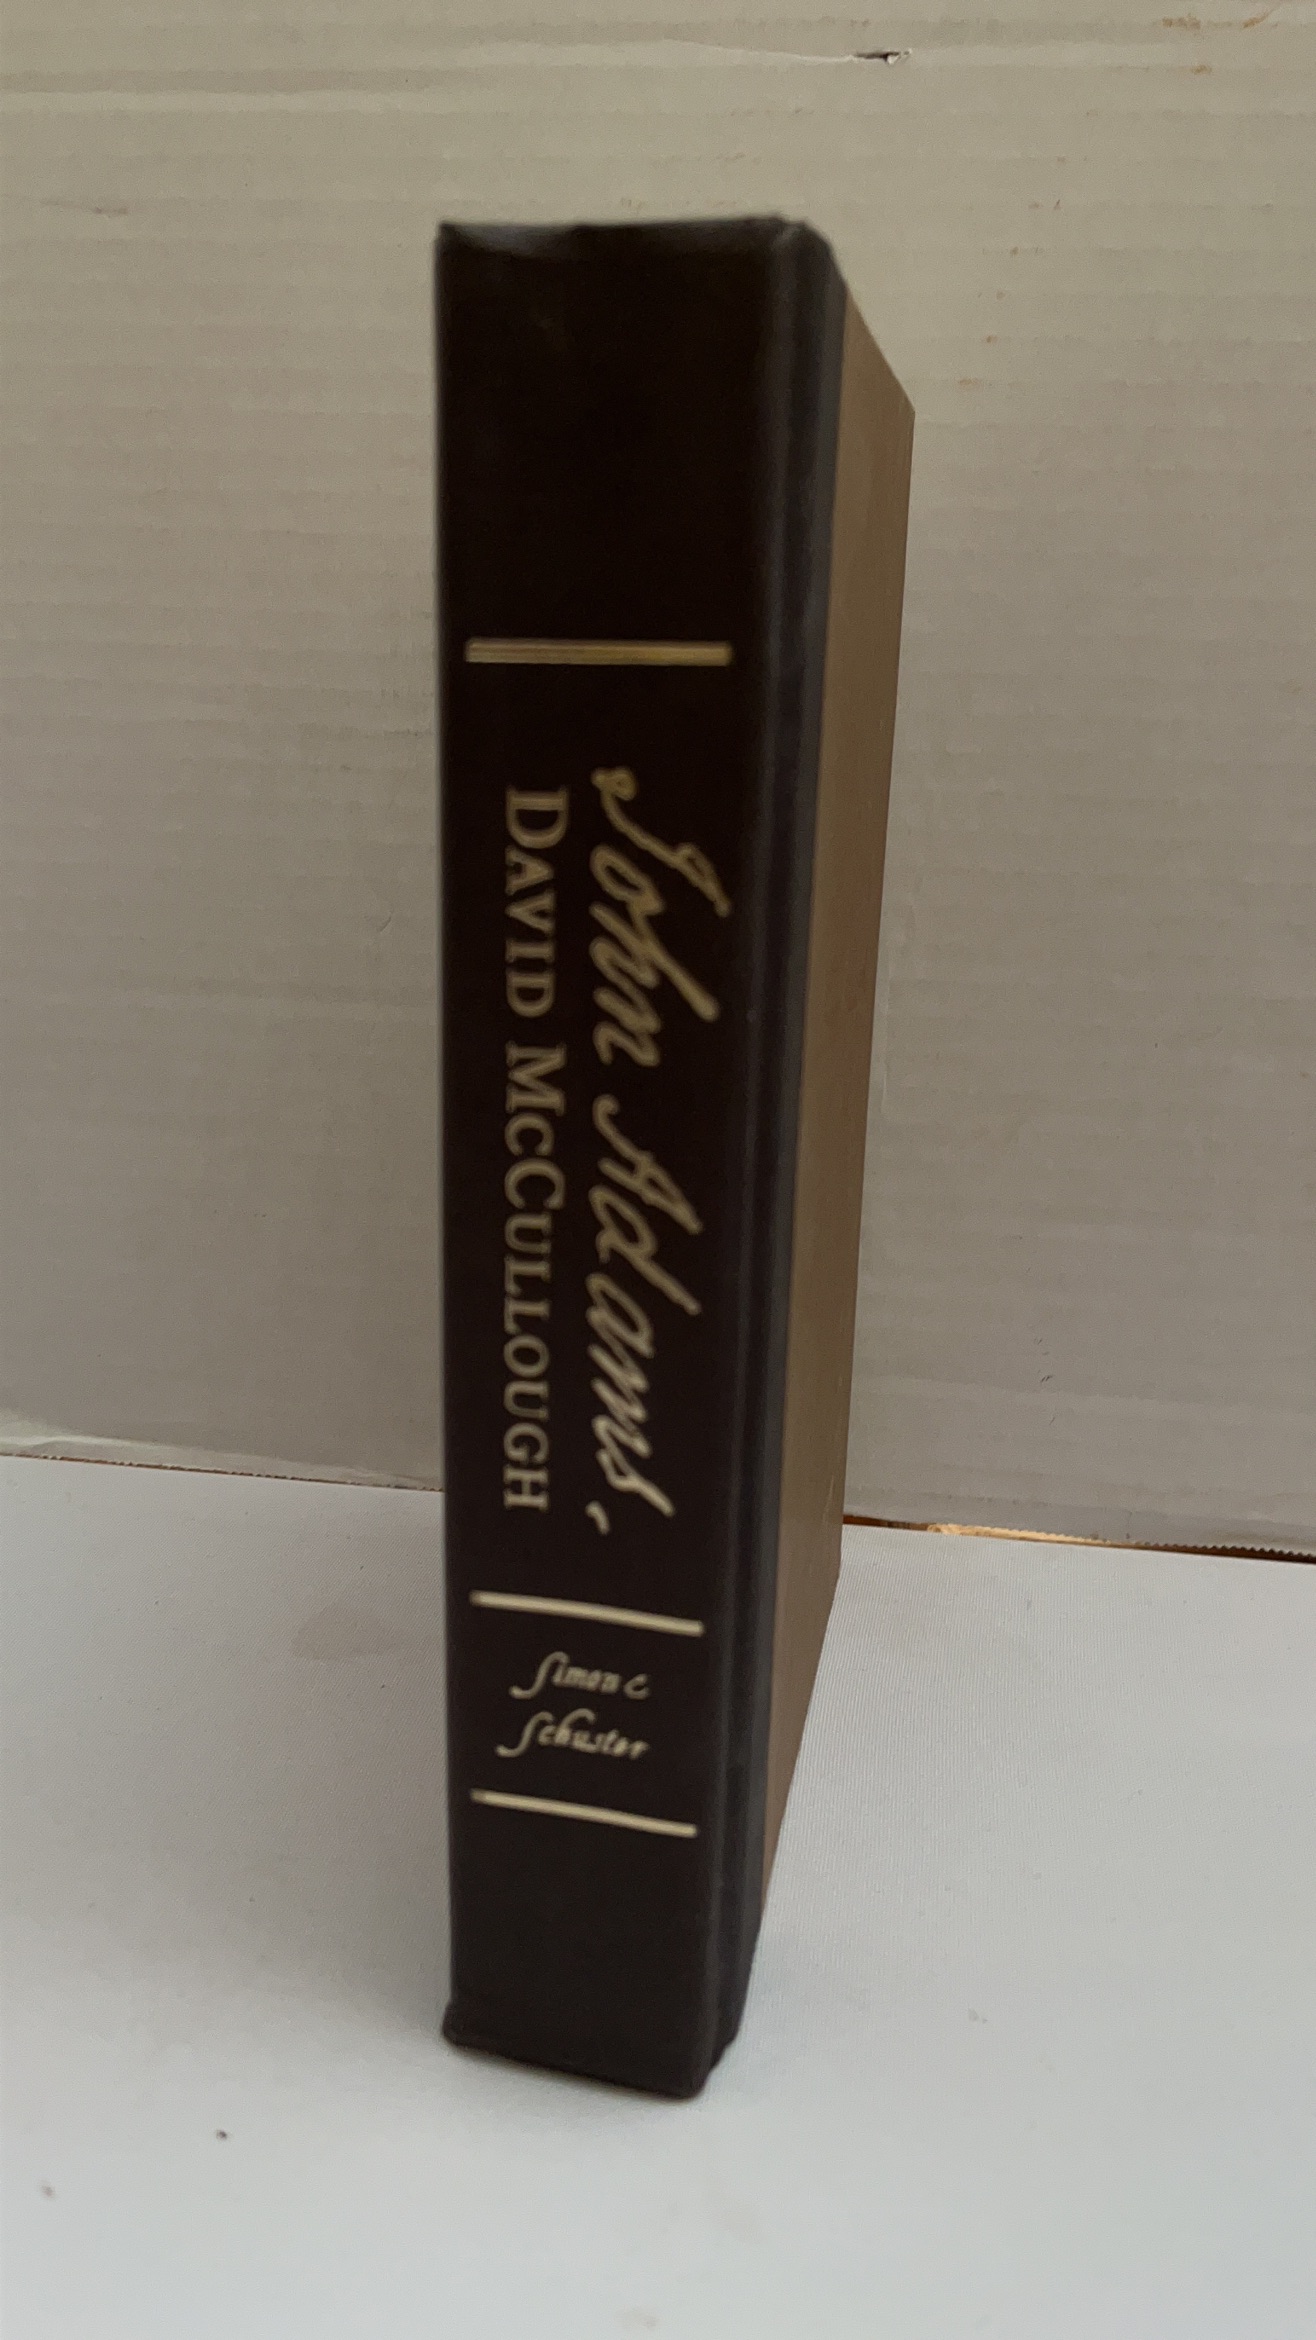 John Adams.
DAVID MCCULLOUGH
Simon &
Schuster